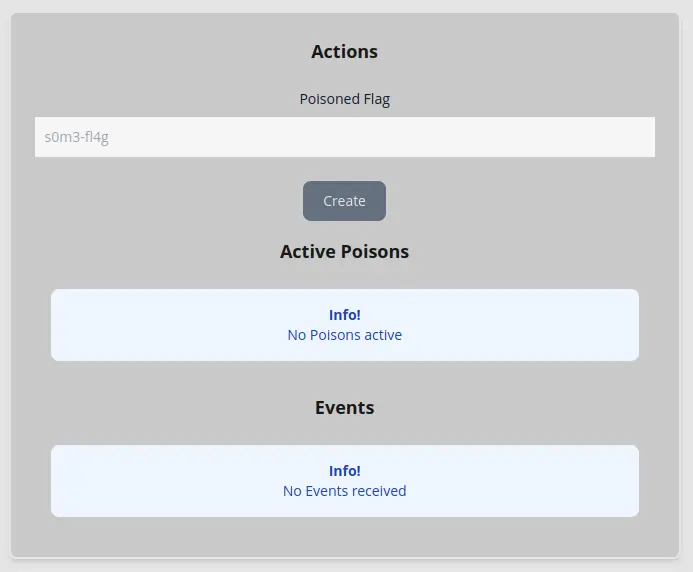 Actions
Poisoned Flag
s0m3-fl4g
Create
Active Poisons
Info!
No Poisons active
Events
Info!
No Events received